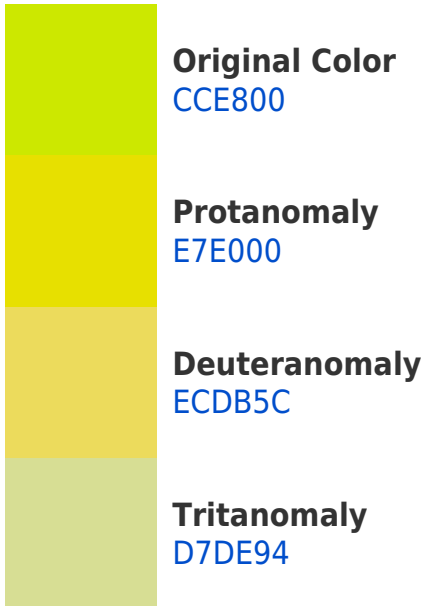 Original Color
CCE800
Protanomaly
E7E000
Deuteranomaly
ECDB5C
Tritanomaly
D7DE94